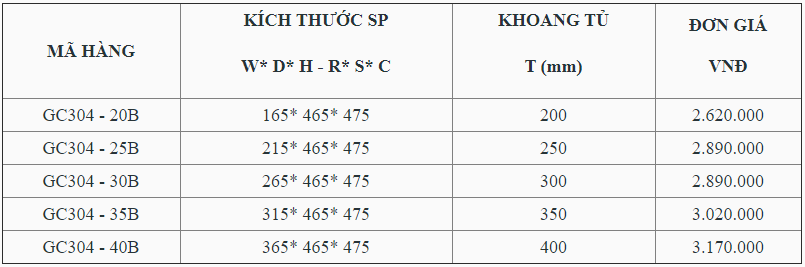 MÃ HÀNG KÍCH THƯỚC SP KHOANG TỦ ĐƠN GIÁ
W* D* H - R* S* C T (mm) VNĐ
GC304 - 20B 165* 465* 475 200 2.620.000
GC304 - 25B 215* 465* 475 250 2.890.000
GC304 - 30B 265* 465* 475 300 2.890.000
GC304 - 35B 315* 465* 475 350 3.020.000
GC304 - 40B 365* 465* 475 400 3.170.000